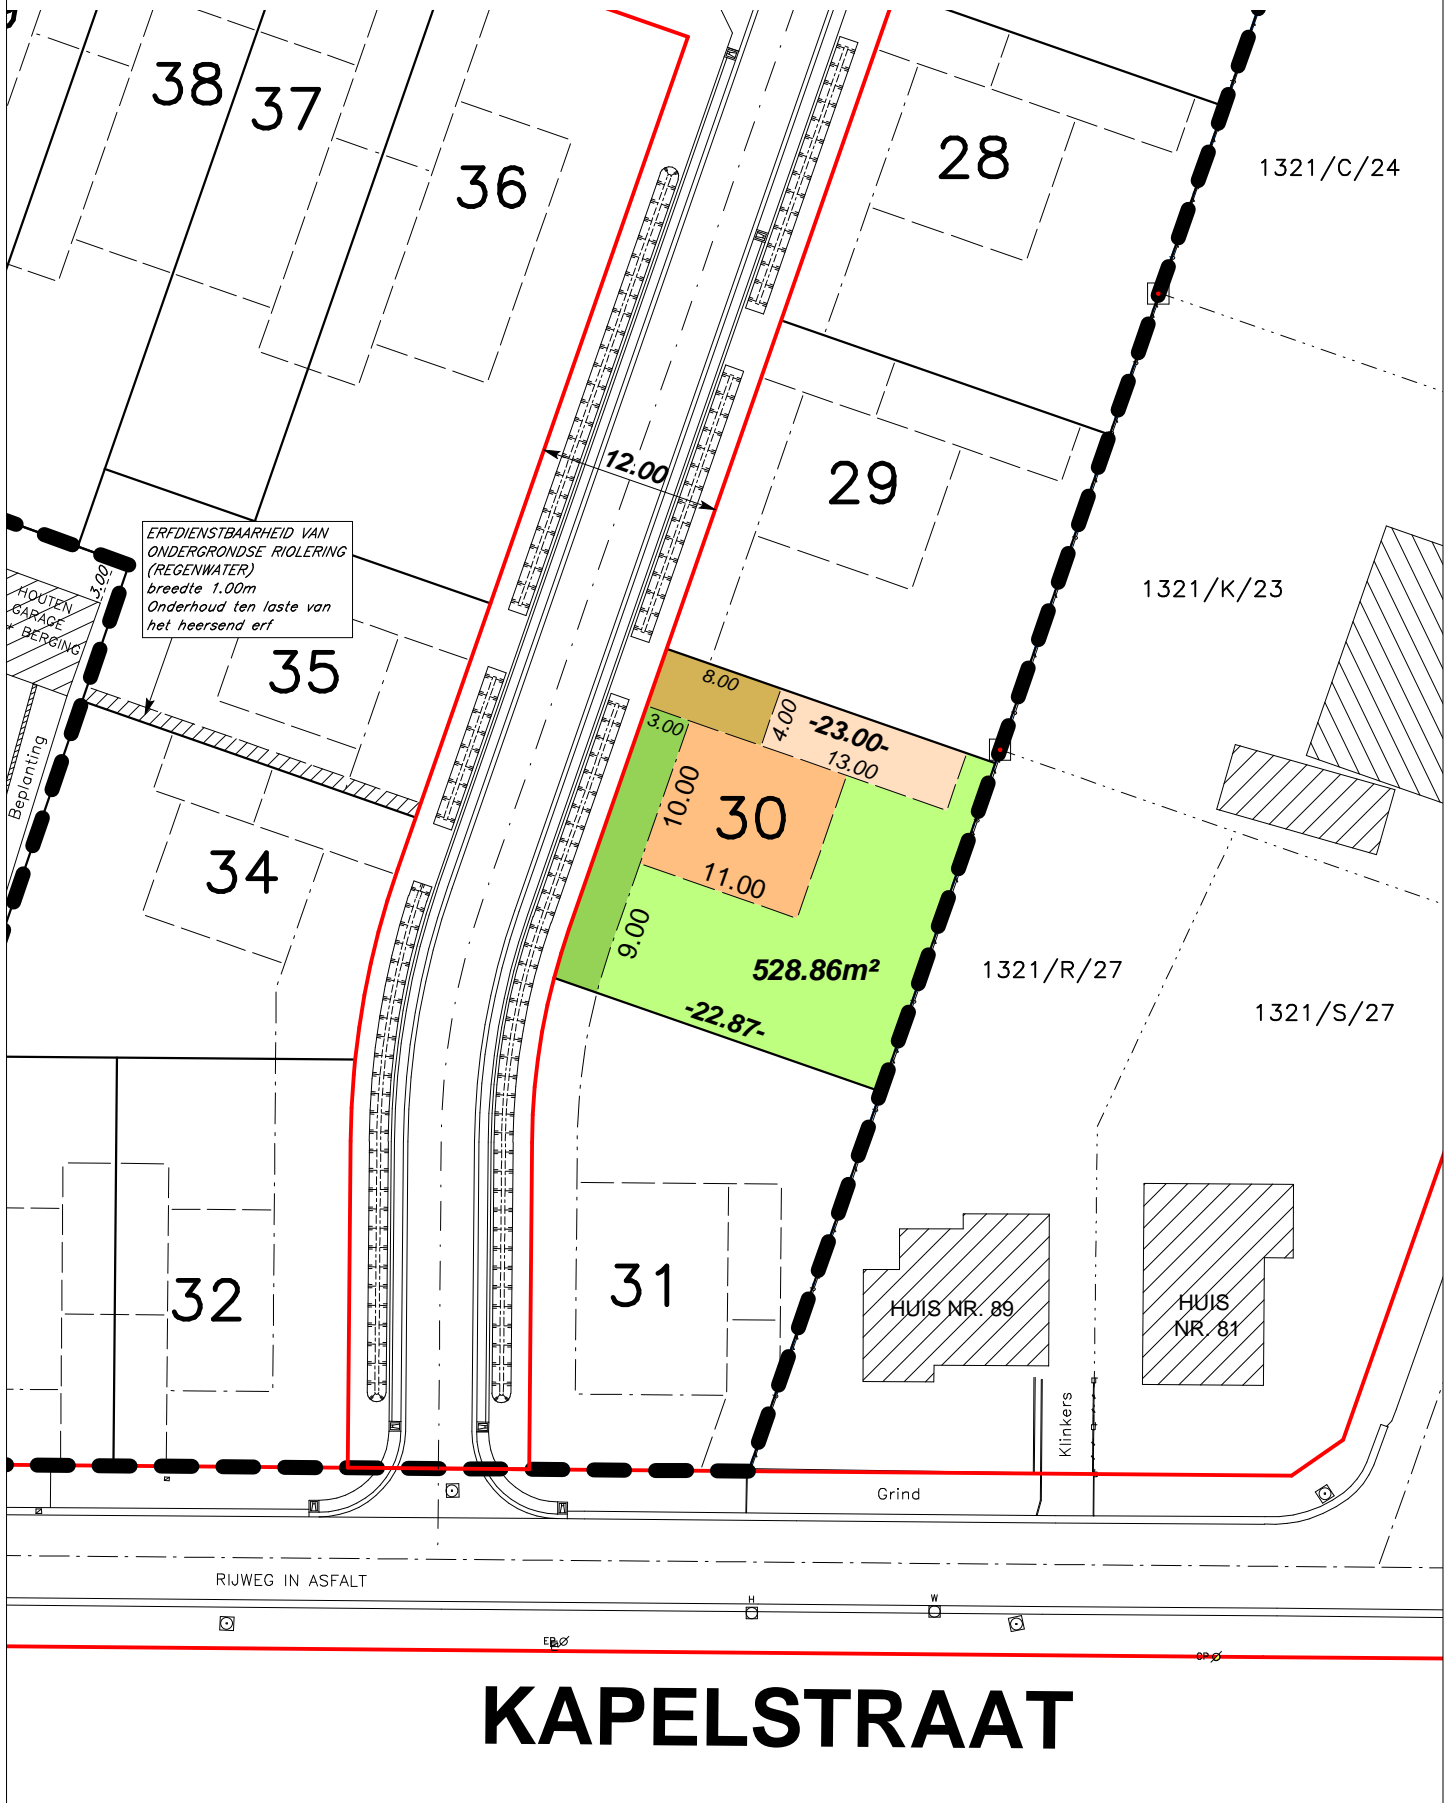 38
37
36
28
1321/C/24
12.00
29
ERFDIENSTBAARHEID VAN
ONDERGRONDSE RIOLERING
(REGENWATER)
breedte 1.00m
Onderhoud ten laste van
het heersend erf
3.00
HOUTEN
GARAGE
+ BERGING
1321/K/23
35
8.00
3.00
4.00
-23.00-
13.00
Beplanting
10.00
30
34
11.00
9.00
528.86m²
1321/R/27
-22.87-
1321/S/27
32
31
HUIS NR. 89
HUIS
NR. 81
Klinkers
Grind
RIJWEG IN ASFALT
H
W
KAPELSTRAAT